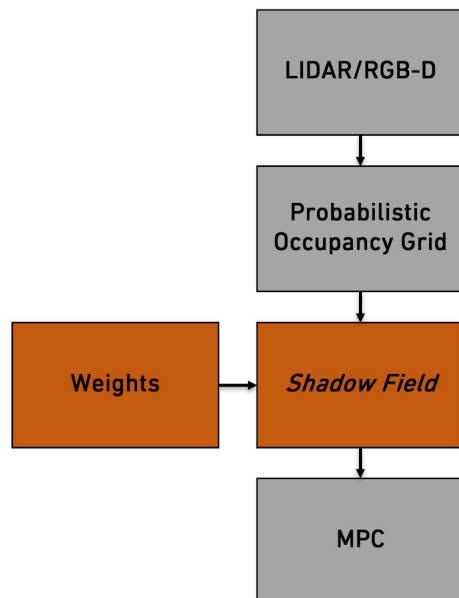 LIDAR/RGB-D
Probabilistic
Occupancy Grid
Weights
Shadow Field
MPC